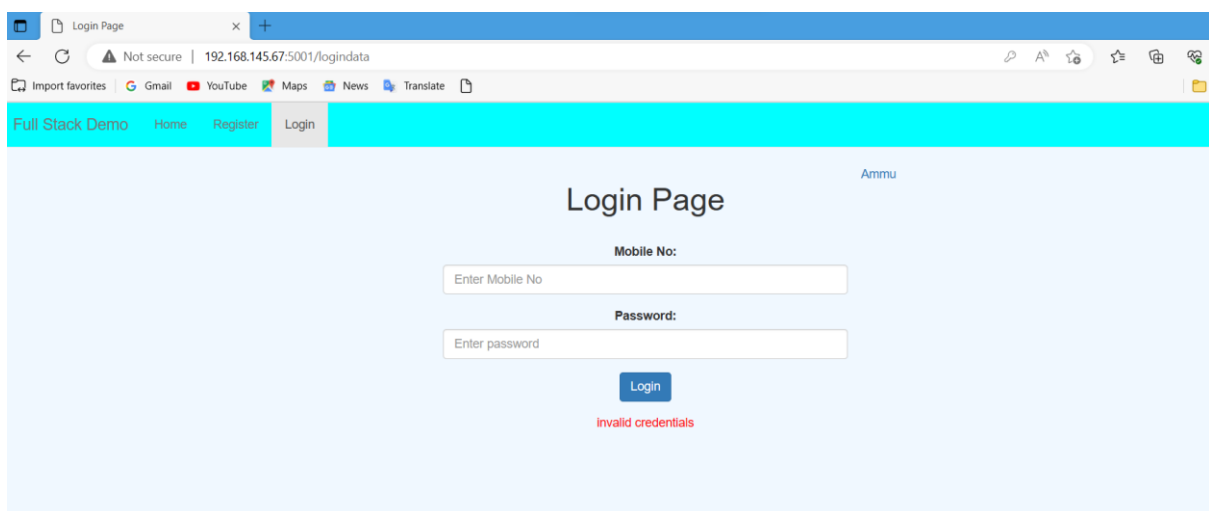 Login Page
Not secure | 192.168.145.67:5001/logindata
Import favorites Gmail YouTube Maps News Translate
Full Stack Demo Home Register Login
Ammu
Login Page
Mobile No:
Enter Mobile No
Password:
Enter password
Login
invalid credentials